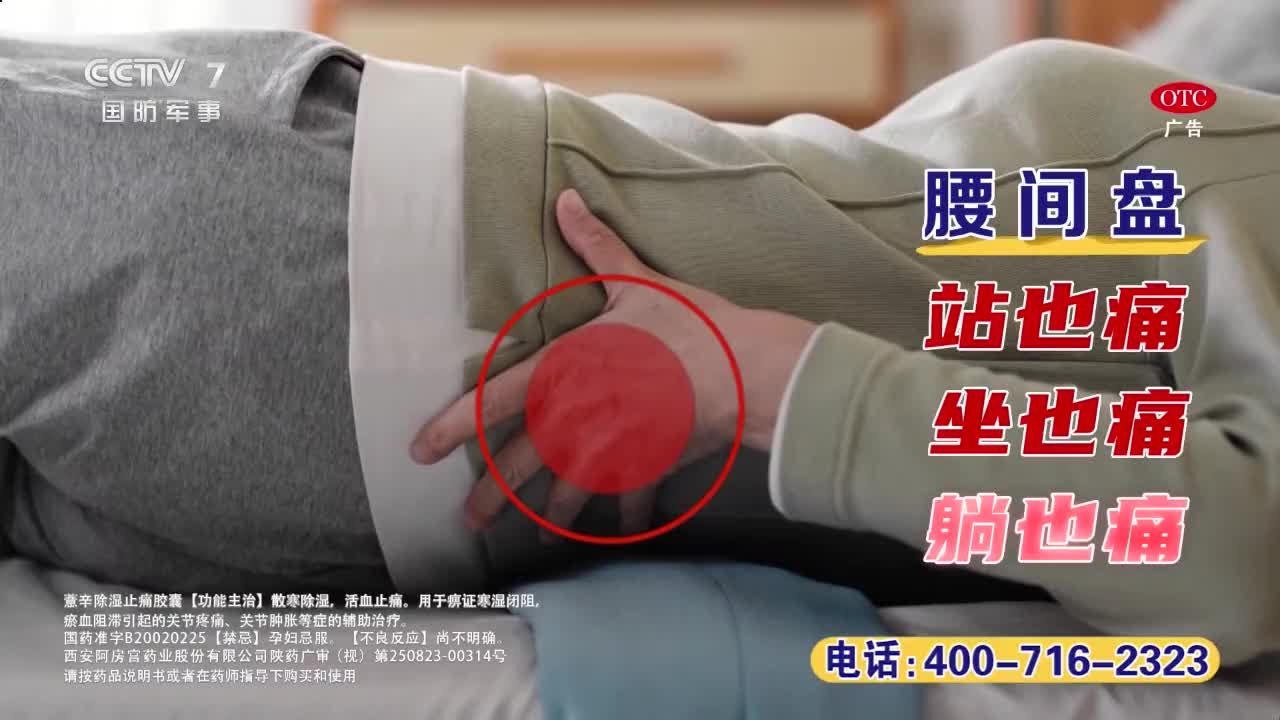 CCTV 7
国防军事
OTC
广告
腰间盘
站也痛
坐也痛
躺也痛
薏辛除湿止痛胶囊【功能主治】散寒除湿，活血止痛。用于痹证寒湿闭阻，
瘀血阻滞引起的关节疼痛、关节肿胀等症的辅助治疗。
国药准字B20020225【禁忌】孕妇忌服。【不良反应】尚不明确。
西安阿房宫药业股份有限公司陕药广审（视）第250823-00314号
请按药品说明书或者在药师指导下购买和使用
电话：400-716-2323